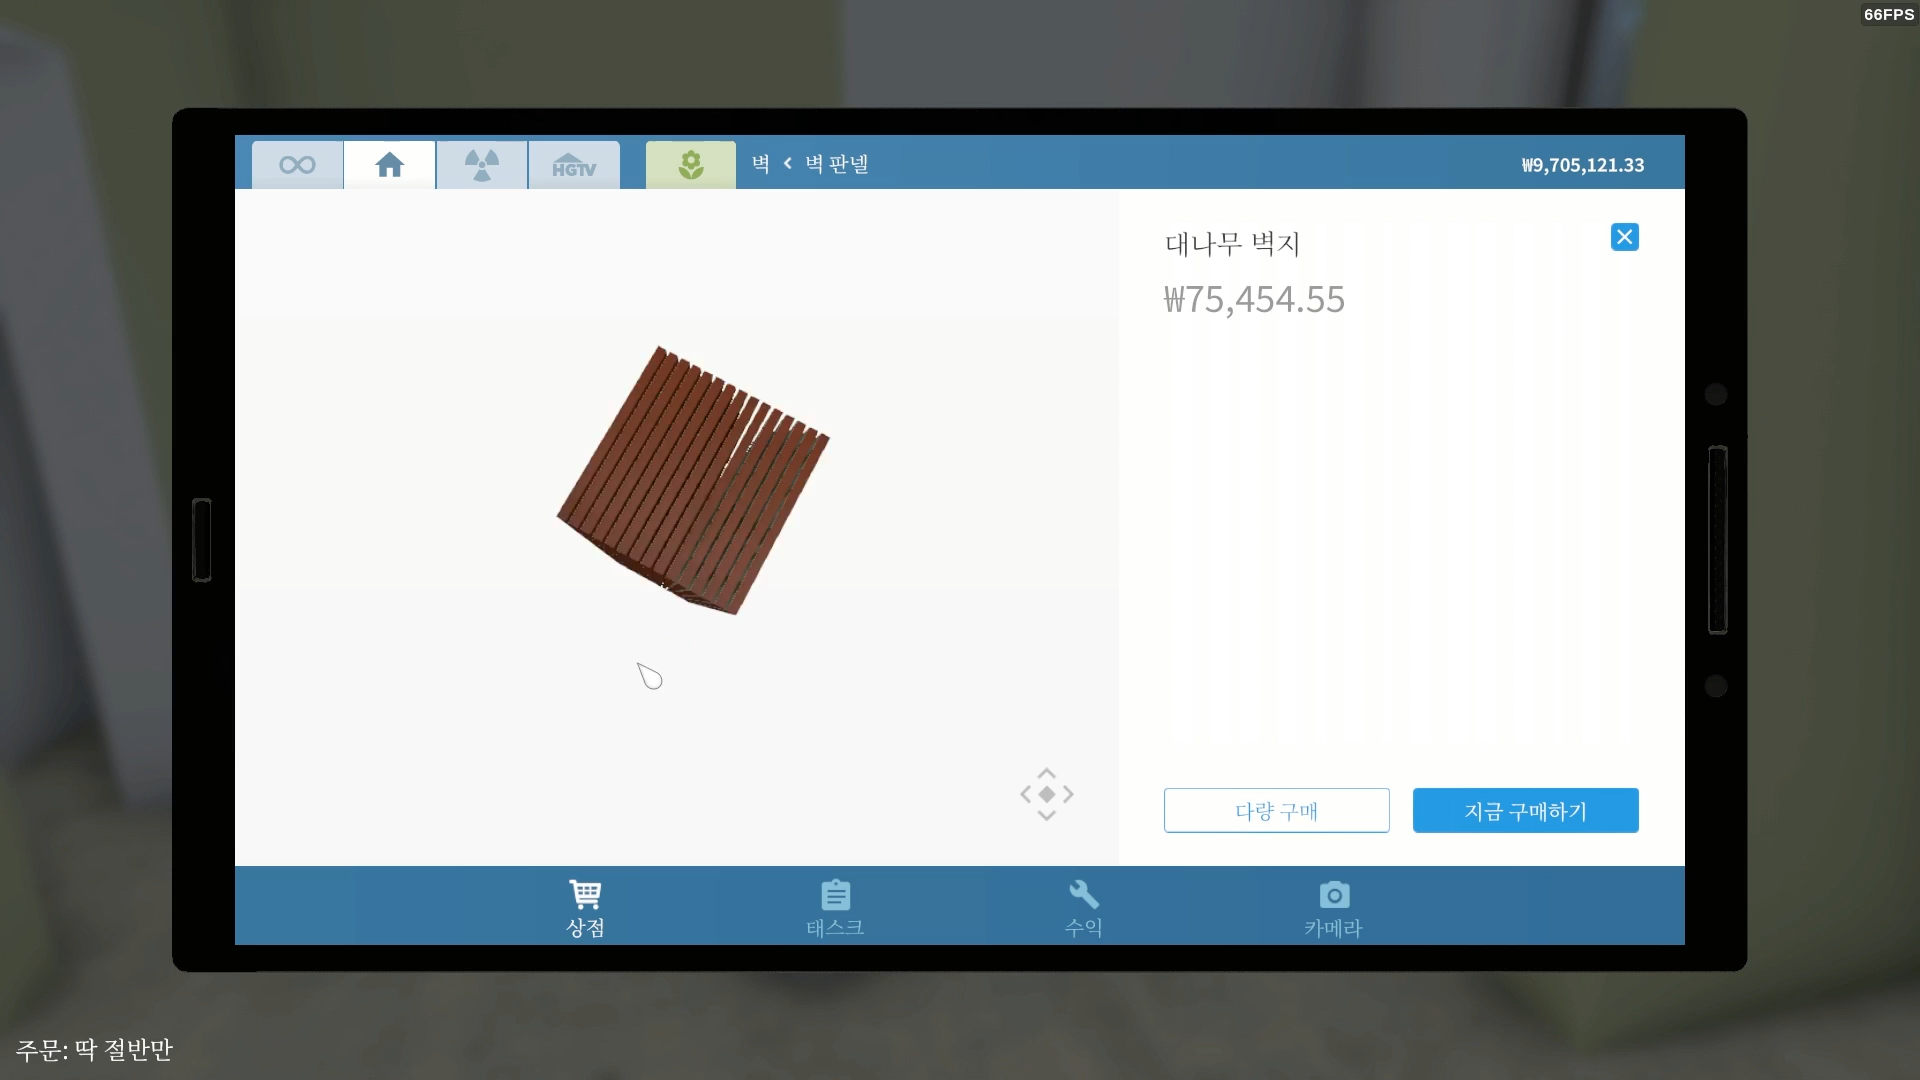 66FPS
HGTV
벽 < 벽 판넬
₩9,705,121.33
대나무 벽지
₩75,454.55
다량 구매
지금 구매하기
상점
태스크
수익
카메라
주문: 딱 절반만